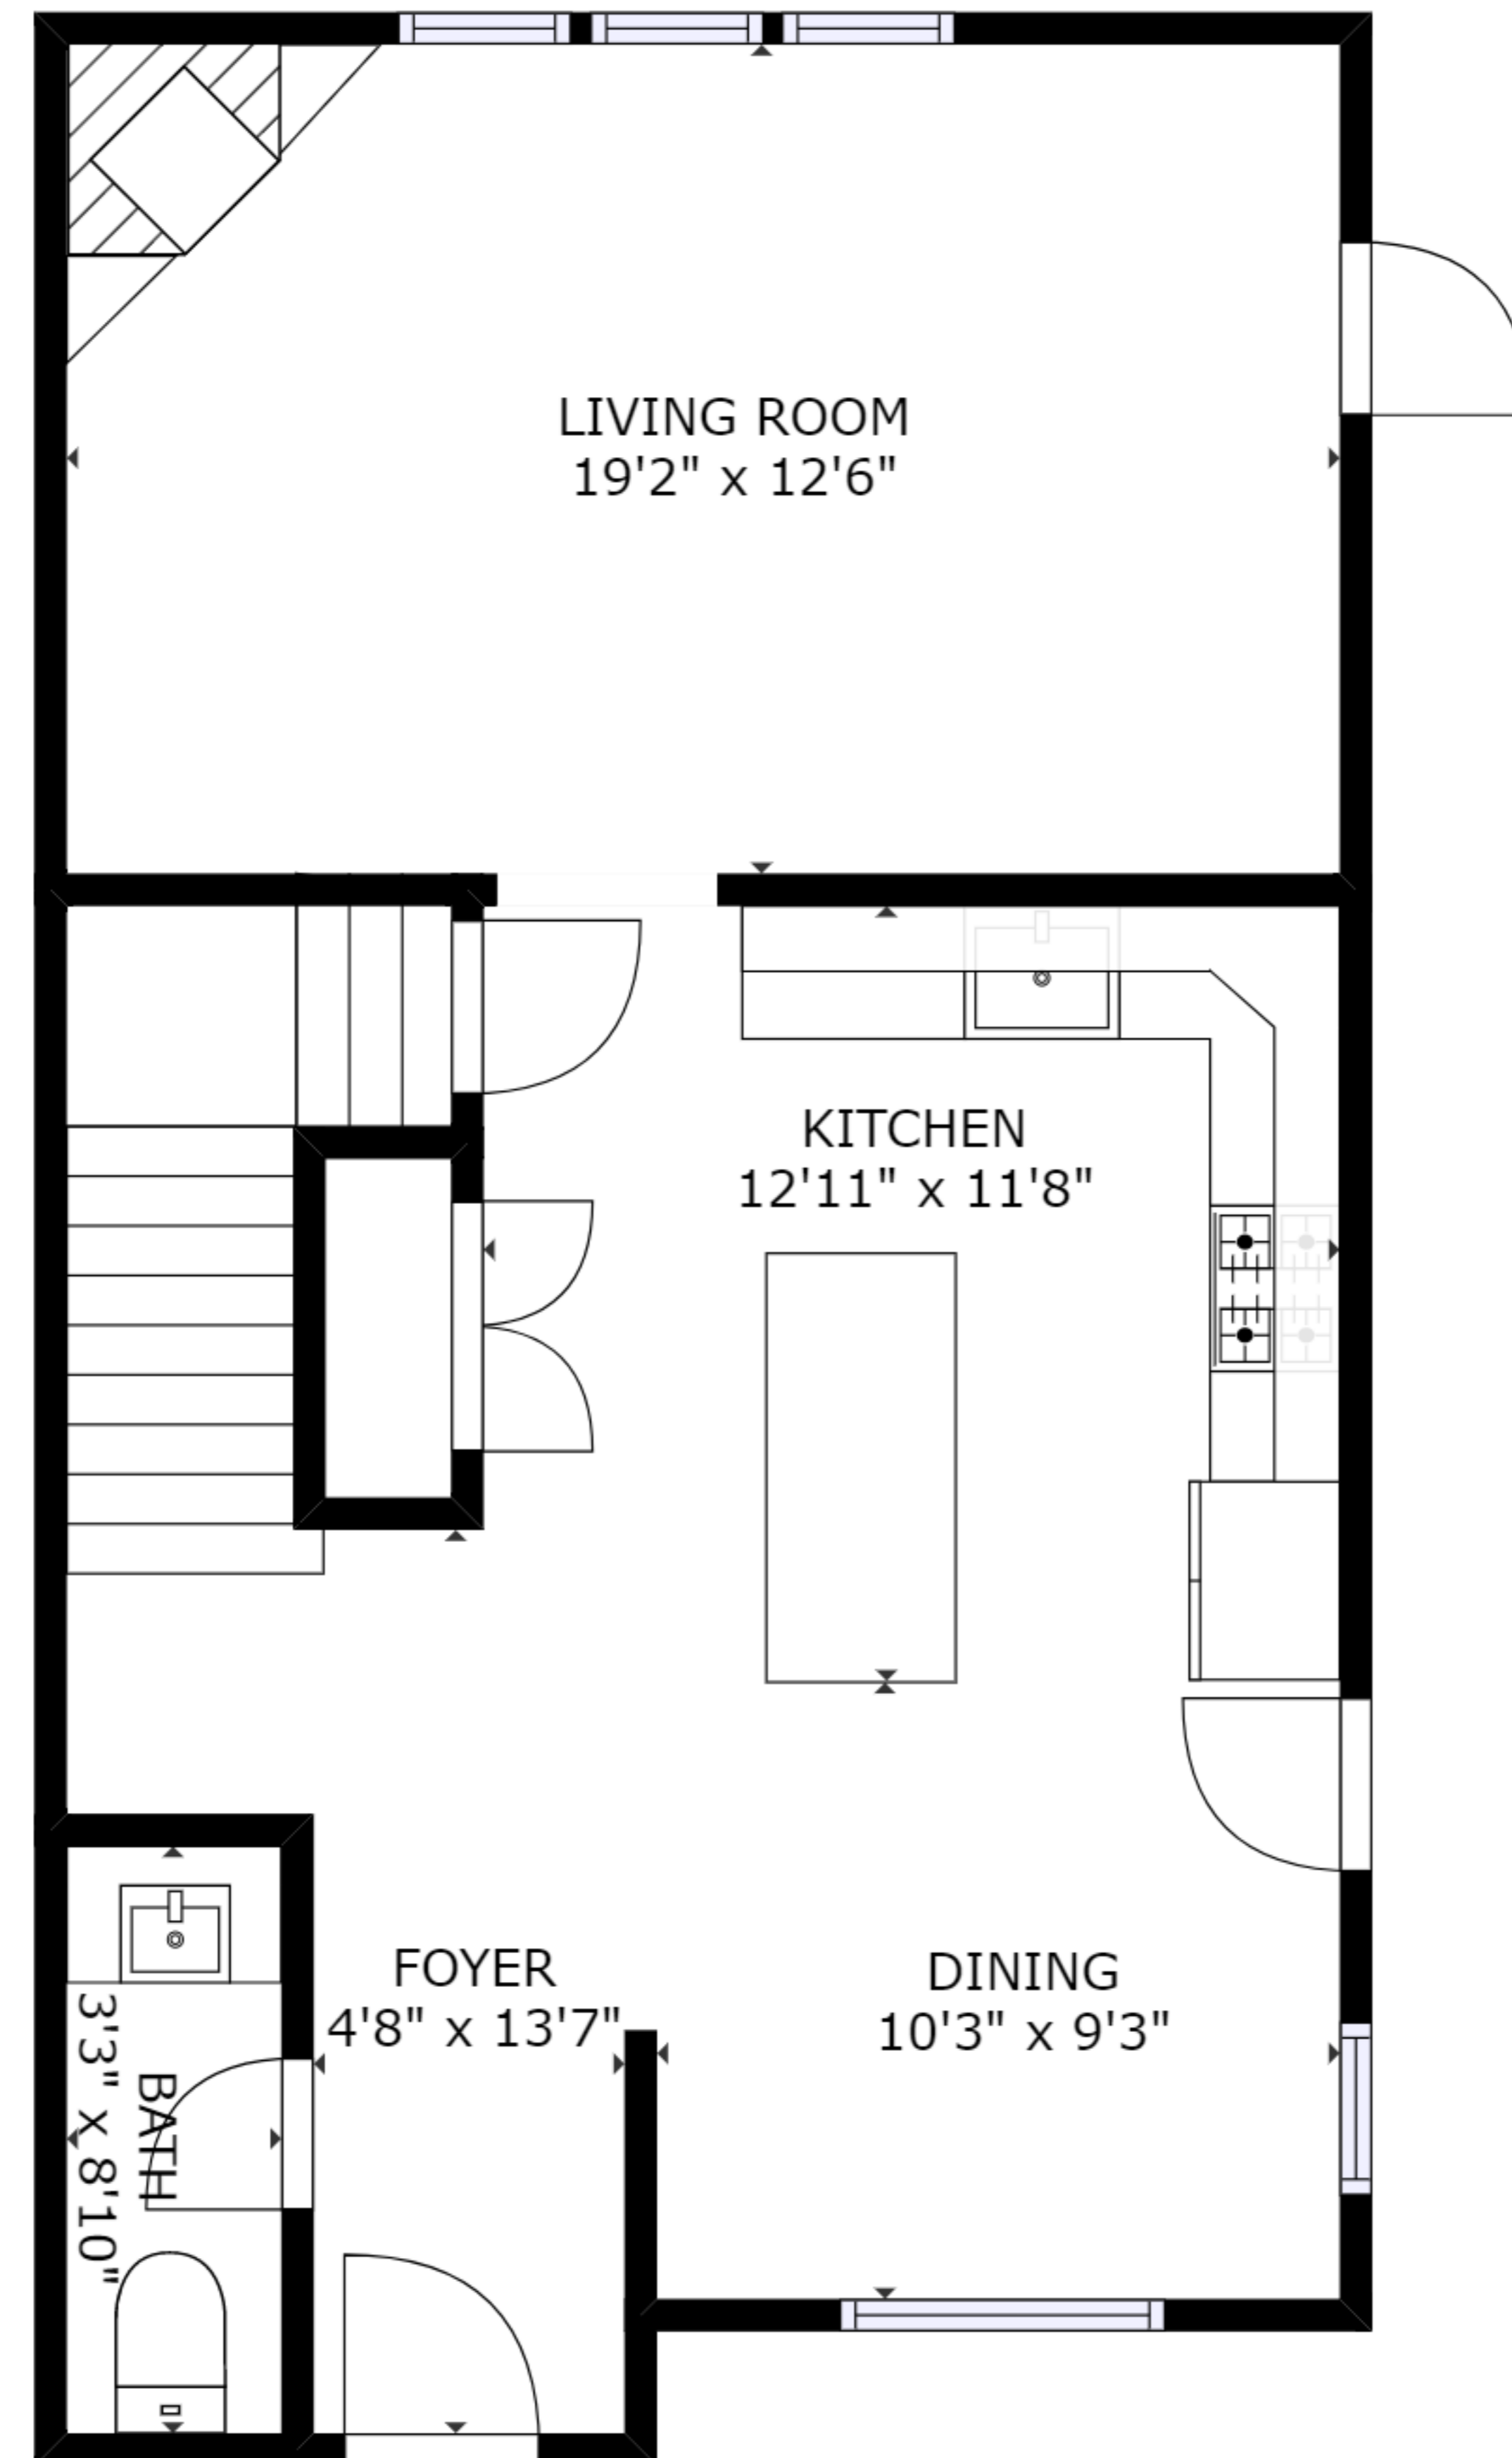 LIVING ROOM
19'2" x 12'6"
KITCHEN
12'11" x 11'8"
FOYER
4'8" x 13'7"
DINING
10'3" x 9'3"
BATH
3'3" x 8'10"